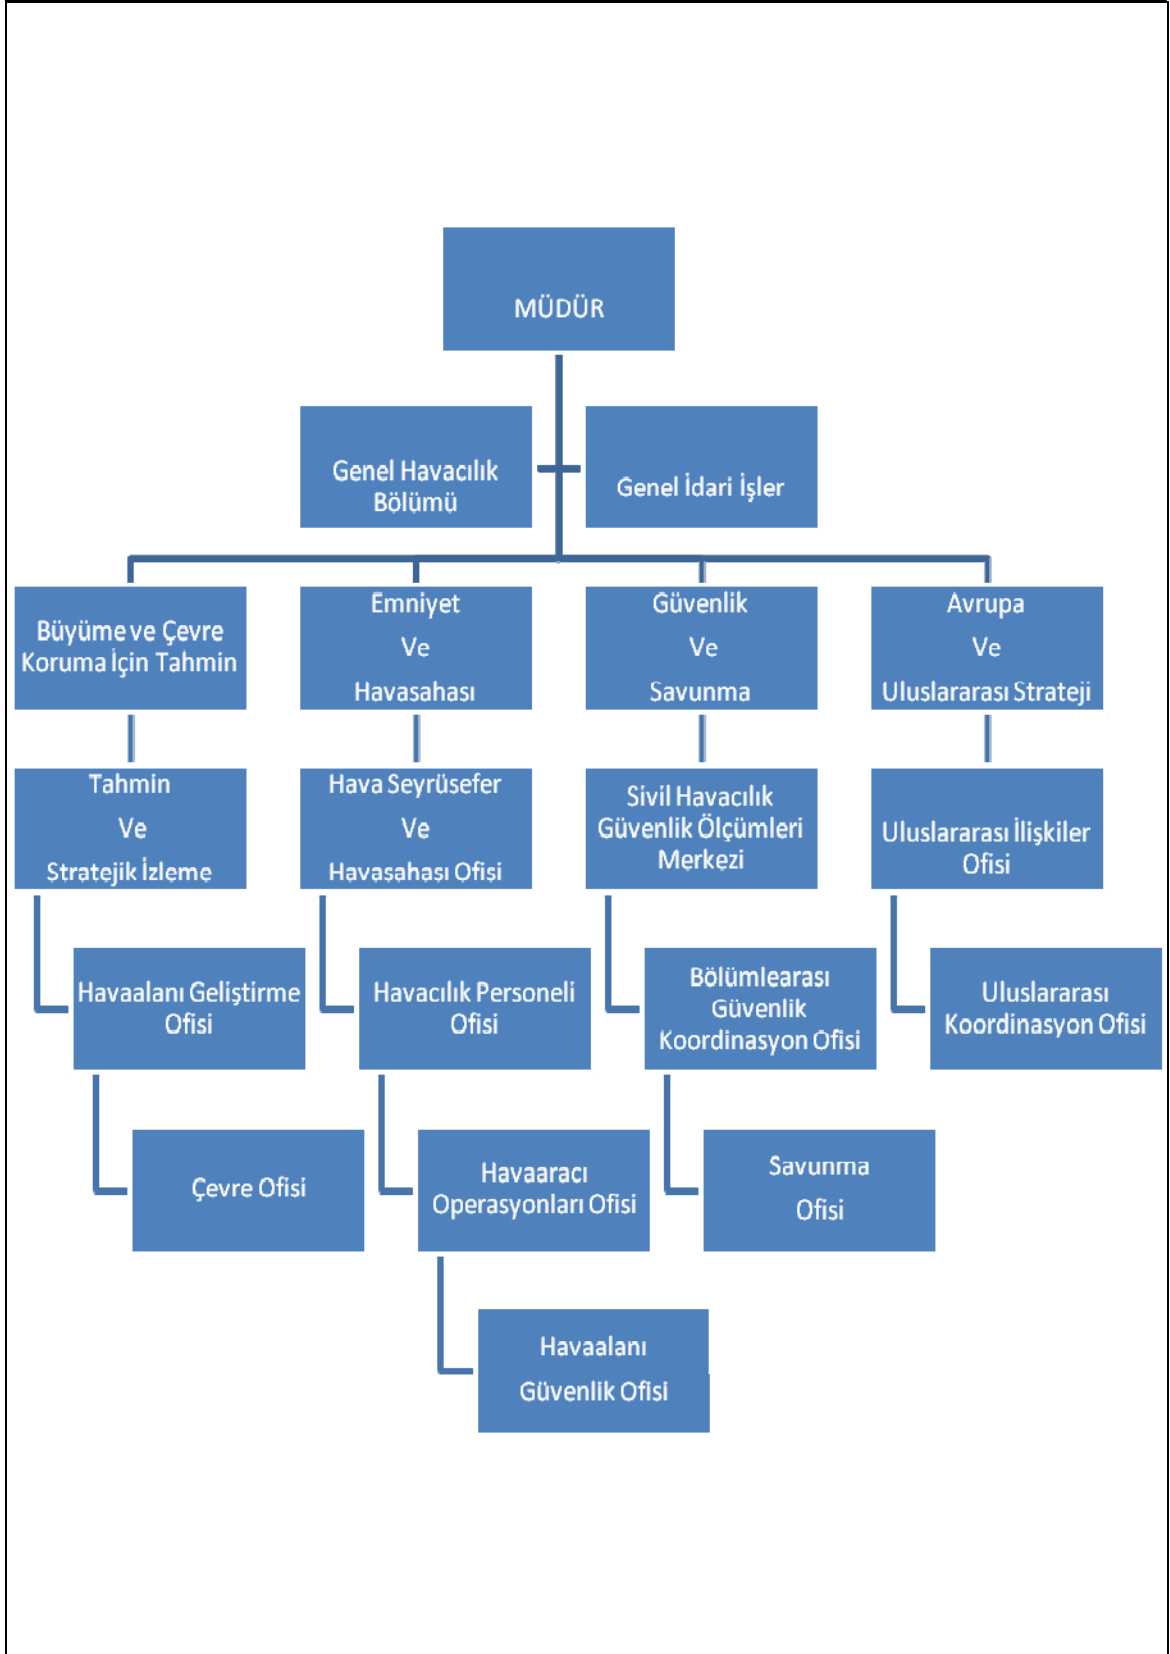 MÜDÜR
Genel Havacılık
Bölümü
Genel İdari İşler
Büyüme ve Çevre
Koruma İçin Tahmin
Emniyet
Ve
Havasahası
Güvenlik
Ve
Savunma
Avrupa
Ve
Uluslararası Strateji
Tahmin
Ve
Stratejik İzleme
Hava Seyrüsefer
Ve
Havasahası Ofisi
Sivil Havacılık
Güvenlik Ölçümleri
Merkezi
Uluslararası İlişkiler
Ofisi
Havaalanı Geliştirme
Ofisi
Havacılık Personeli
Ofisi
Bölümlearası
Güvenlik
Koordinasyon Ofisi
Uluslararası
Koordinasyon Ofisi
Çevre Ofisi
Havaaracı
Operasyonları Ofisi
Savunma
Ofisi
Havaalanı
Güvenlik Ofisi